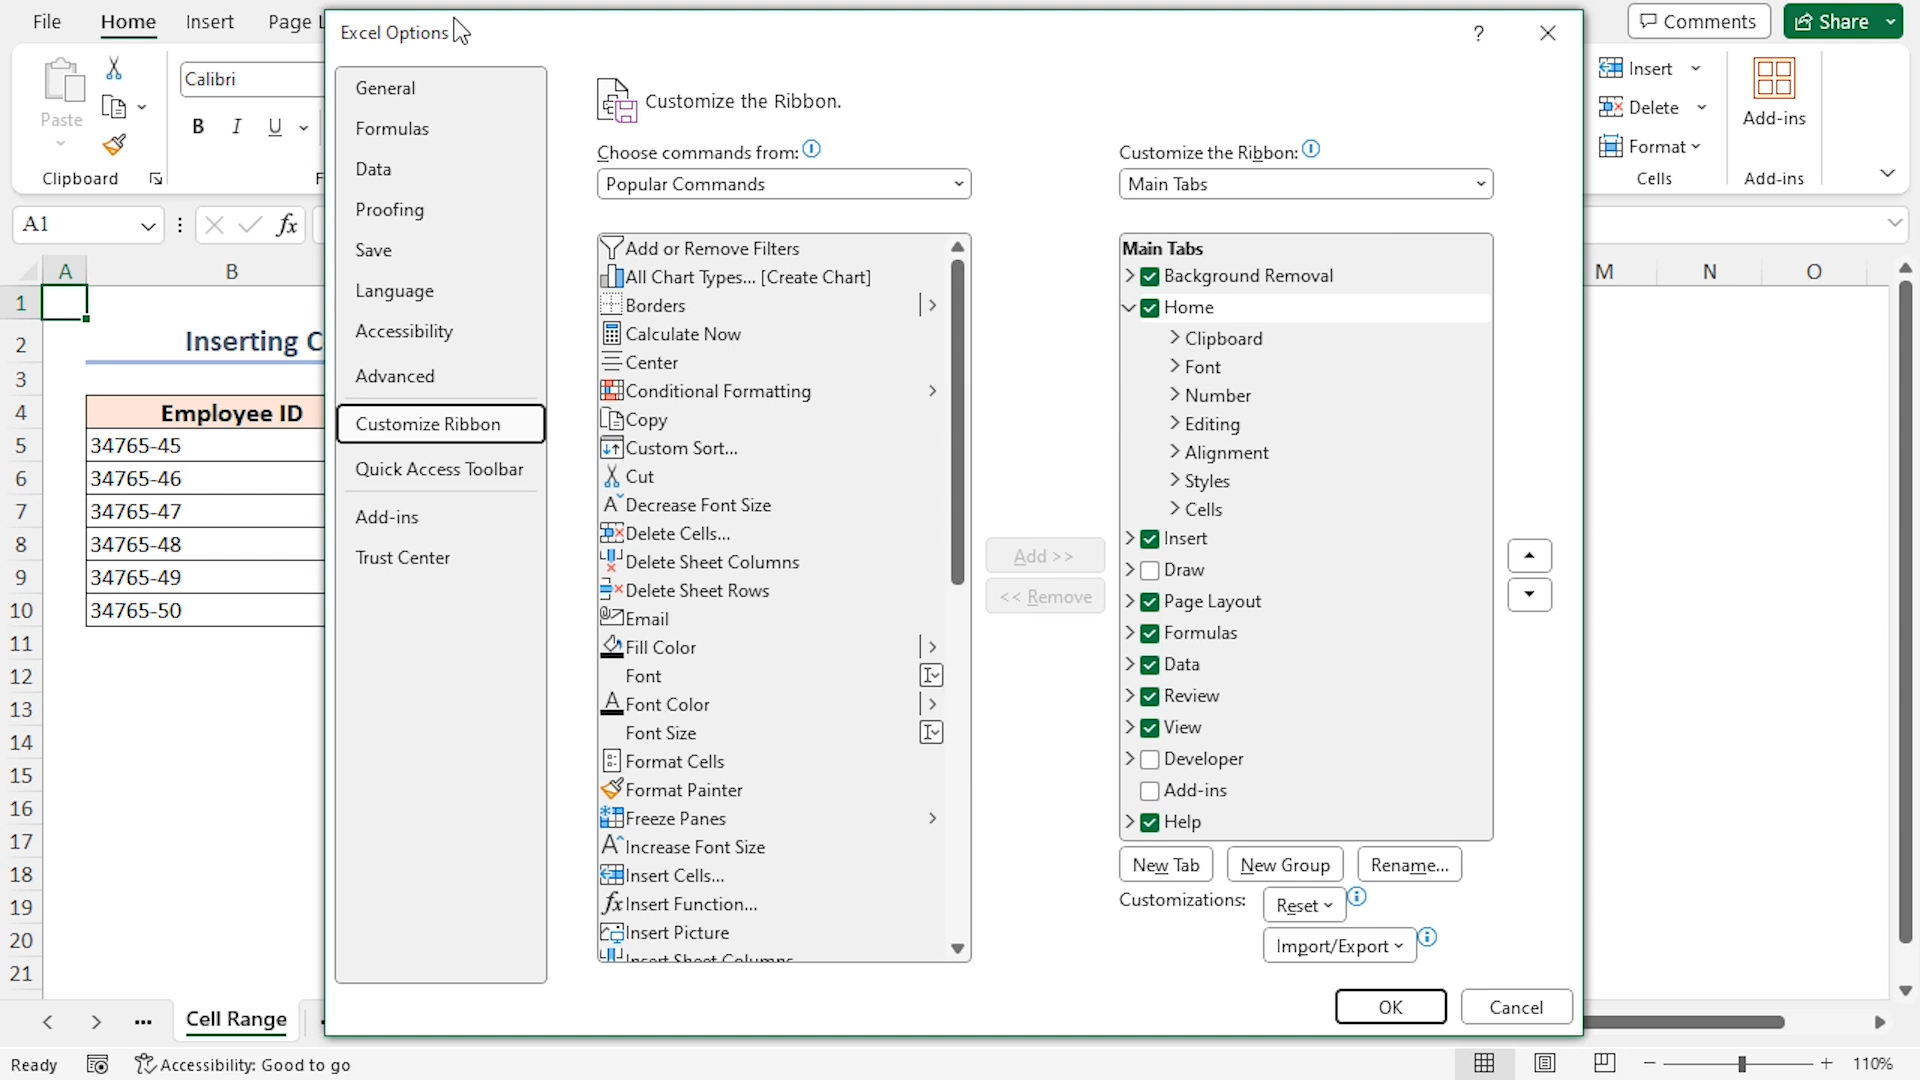 File
Home
Insert
Page L
Comments
Share
Paste
Clipboard
Calibri
B
I
U
F
Insert
Delete
Format
Cells
Add-ins
Add-ins
A1
fx
A
B
M
N
O
1
2
3
4
5
6
7
8
9
10
11
12
13
14
15
16
17
18
19
20
21
Inserting C
Employee ID
34765-45
34765-46
34765-47
34765-48
34765-49
34765-50
Excel Options
?
General
Formulas
Data
Proofing
Save
Language
Accessibility
Advanced
Customize Ribbon
Quick Access Toolbar
Add-ins
Trust Center
Customize the Ribbon.
Choose commands from:
Popular Commands
Add or Remove Filters
All Chart Types... [Create Chart]
Borders
Calculate Now
Center
Conditional Formatting
Copy
Custom Sort...
Cut
Decrease Font Size
Delete Cells...
Delete Sheet Columns
Delete Sheet Rows
Email
Fill Color
Font
Font Color
Font Size
Format Cells
Format Painter
Freeze Panes
Increase Font Size
Insert Cells...
Insert Function...
Insert Picture
Insert Sheet Columns
Add >>
<< Remove
Customize the Ribbon:
Main Tabs
Main Tabs
Background Removal
Home
Clipboard
Font
Number
Editing
Alignment
Styles
Cells
Insert
Draw
Page Layout
Formulas
Data
Review
View
Developer
Add-ins
Help
New Tab
New Group
Rename...
Customizations:
Reset
Import/Export
OK
Cancel
...
Cell Range
Ready
Accessibility: Good to go
110%